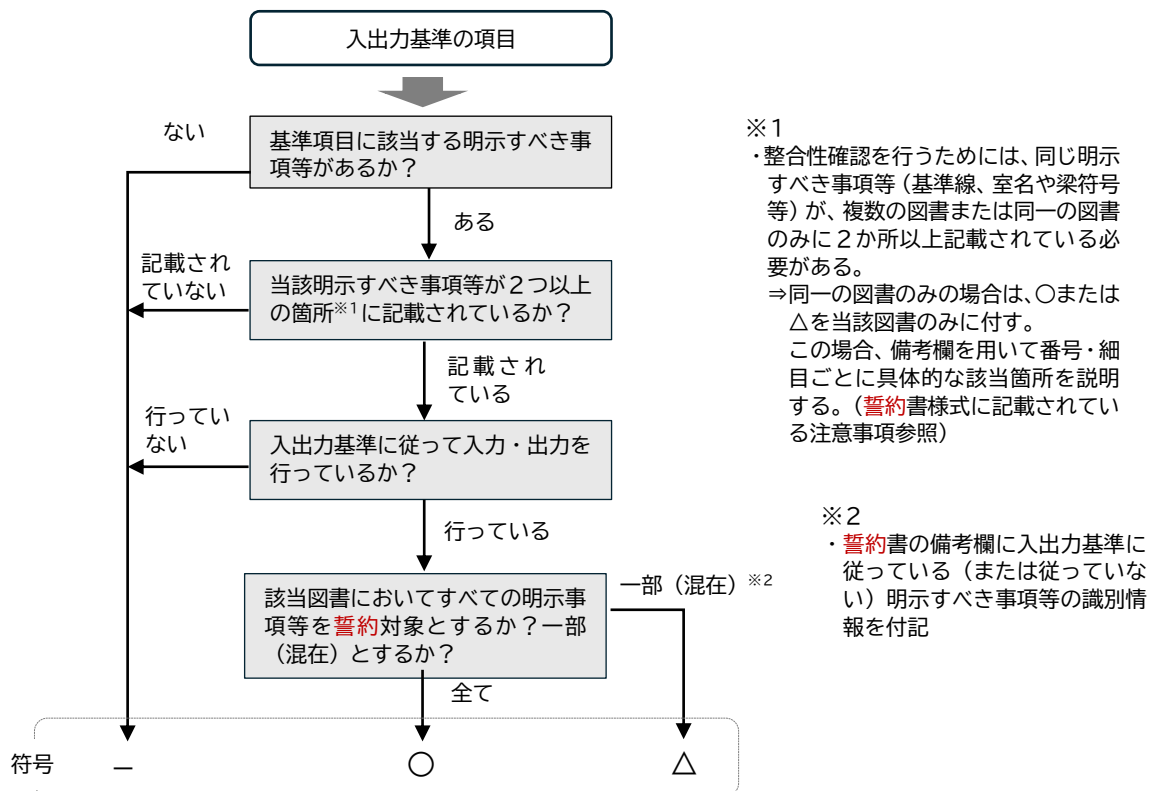 入出力基準の項目
ない
基準項目に該当する明示すべき事
項等があるか？
ある
記載され
ていない
当該明示すべき事項等が２つ以上
の箇所※1に記載されているか？
記載され
ている
行ってい
ない
入出力基準に従って入力・出力を
行っているか？
行っている
該当図書においてすべての明示事
項等を誓約対象とするか？一部
（混在）とするか？
一部（混在）※2
全て
符号
－
○
△
※１
・整合性確認を行うためには、同じ明示
すべき事項等（基準線、室名や梁符号
等）が、複数の図書または同一の図書
のみに２か所以上記載されている必
要がある。
⇒同一の図書のみの場合は、○または
△を当該図書のみに付す。
この場合、備考欄を用いて番号・細
目ごとに具体的な該当箇所を説明
する。（誓約書様式に記載されてい
る注意事項参照）
※２
・誓約書の備考欄に入出力基準に
従っている（または従っていな
い）明示すべき事項等の識別情
報を付記